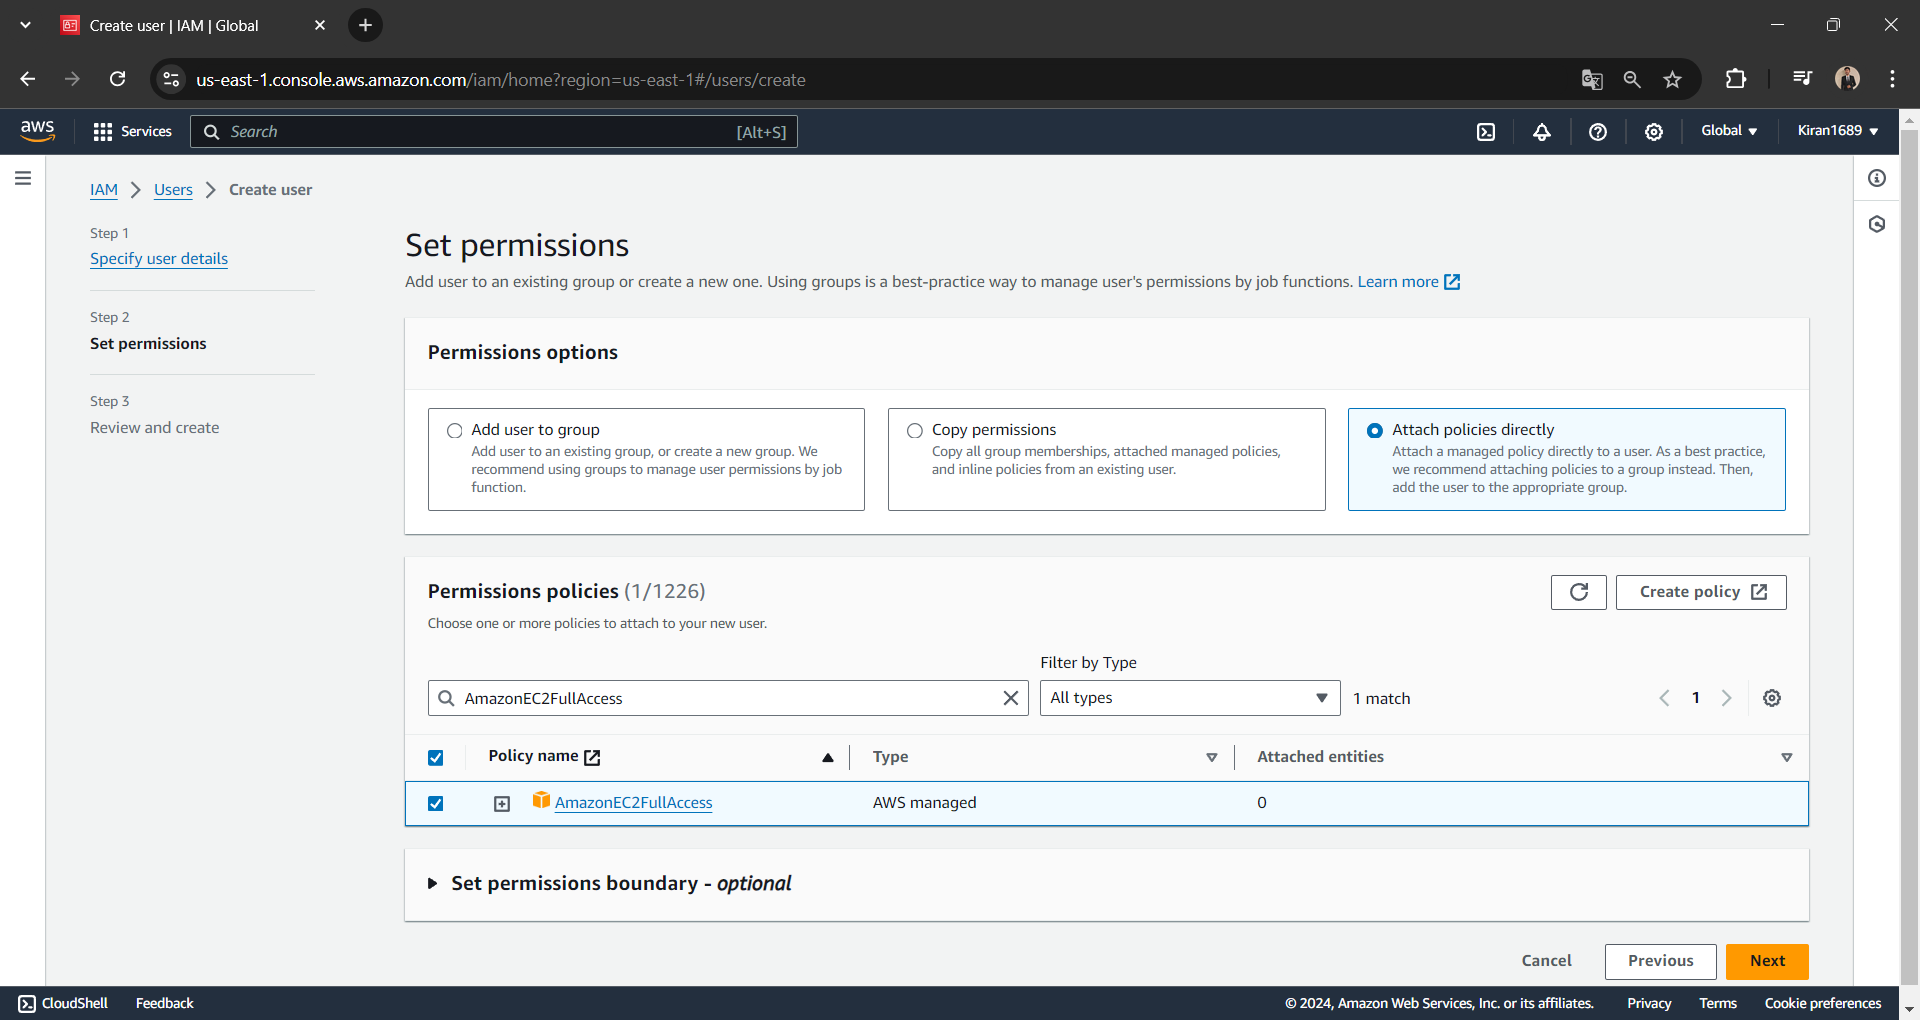 Create user | IAM | Global
us-east-1.console.aws.amazon.com/iam/home?region=us-east-1#/users/create
aws
Services
Search
[Alt+S]
Global
Kiran1689
IAM
Users
Create user
Step 1
Specify user details
Step 2
Set permissions
Step 3
Review and create
Set permissions
Add user to an existing group or create a new one. Using groups is a best-practice way to manage user's permissions by job functions. Learn more
Permissions options
Add user to group
Add user to an existing group, or create a new group. We
recommend using groups to manage user permissions by job
function.
Copy permissions
Copy all group memberships, attached managed policies,
and inline policies from an existing user.
Attach policies directly
Attach a managed policy directly to a user. As a best practice,
we recommend attaching policies to a group instead. Then,
add the user to the appropriate group.
Permissions policies (1/1226)
Create policy
Choose one or more policies to attach to your new user.
Filter by Type
AmazonEC2FullAccess
All types
1 match
1
Policy name
Type
Attached entities
AmazonEC2FullAccess
AWS managed
0
Set permissions boundary - optional
Cancel
Previous
Next
CloudShell
Feedback
© 2024, Amazon Web Services, Inc. or its affiliates.
Privacy
Terms
Cookie preferences